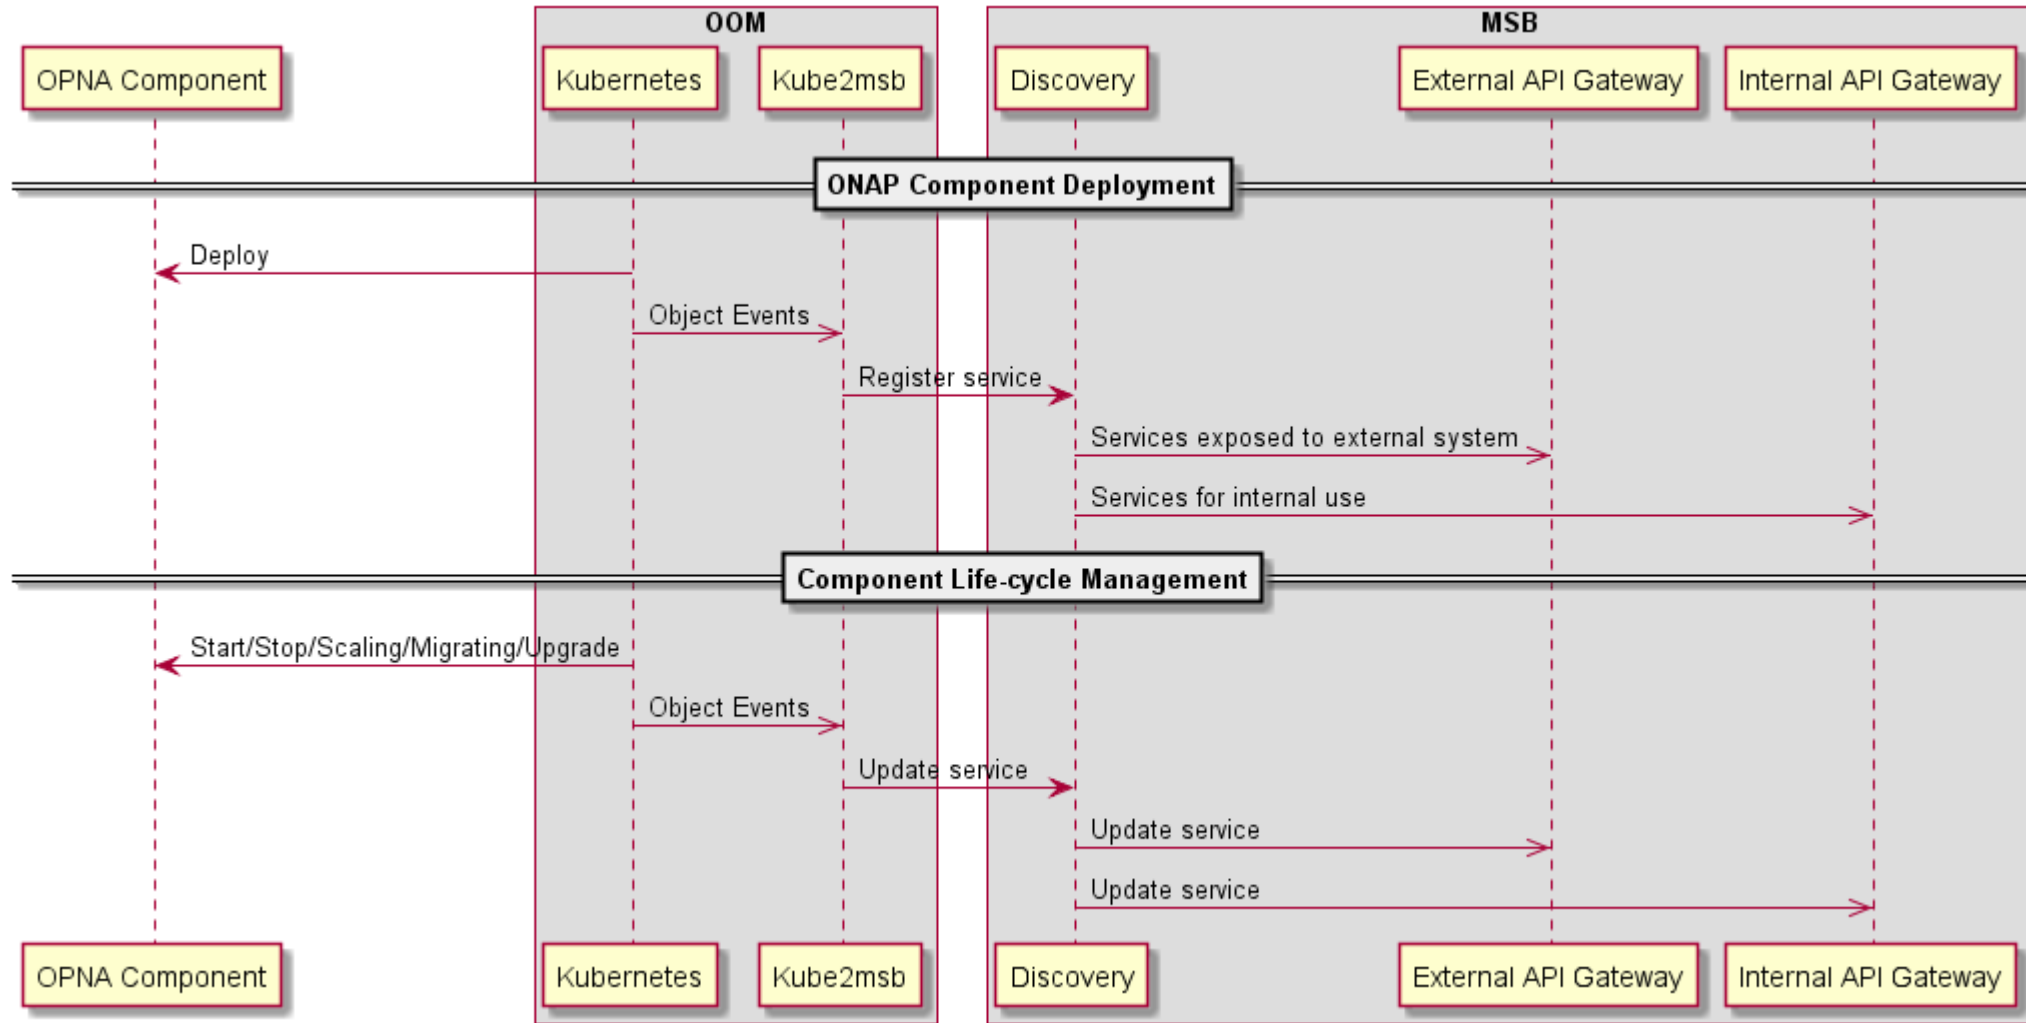 OOM
MSB
OPNA Component
Kubernetes
Kube2msb
Discovery
External API Gateway
Internal API Gateway
ONAP Component Deployment
Deploy
Object Events
Register service
Services exposed to external system
Services for internal use
Component Life-cycle Management
Start/Stop/Scaling/Migrating/Upgrade
Object Events
Update service
Update service
Update service
OPNA Component
Kubernetes
Kube2msb
Discovery
External API Gateway
Internal API Gateway